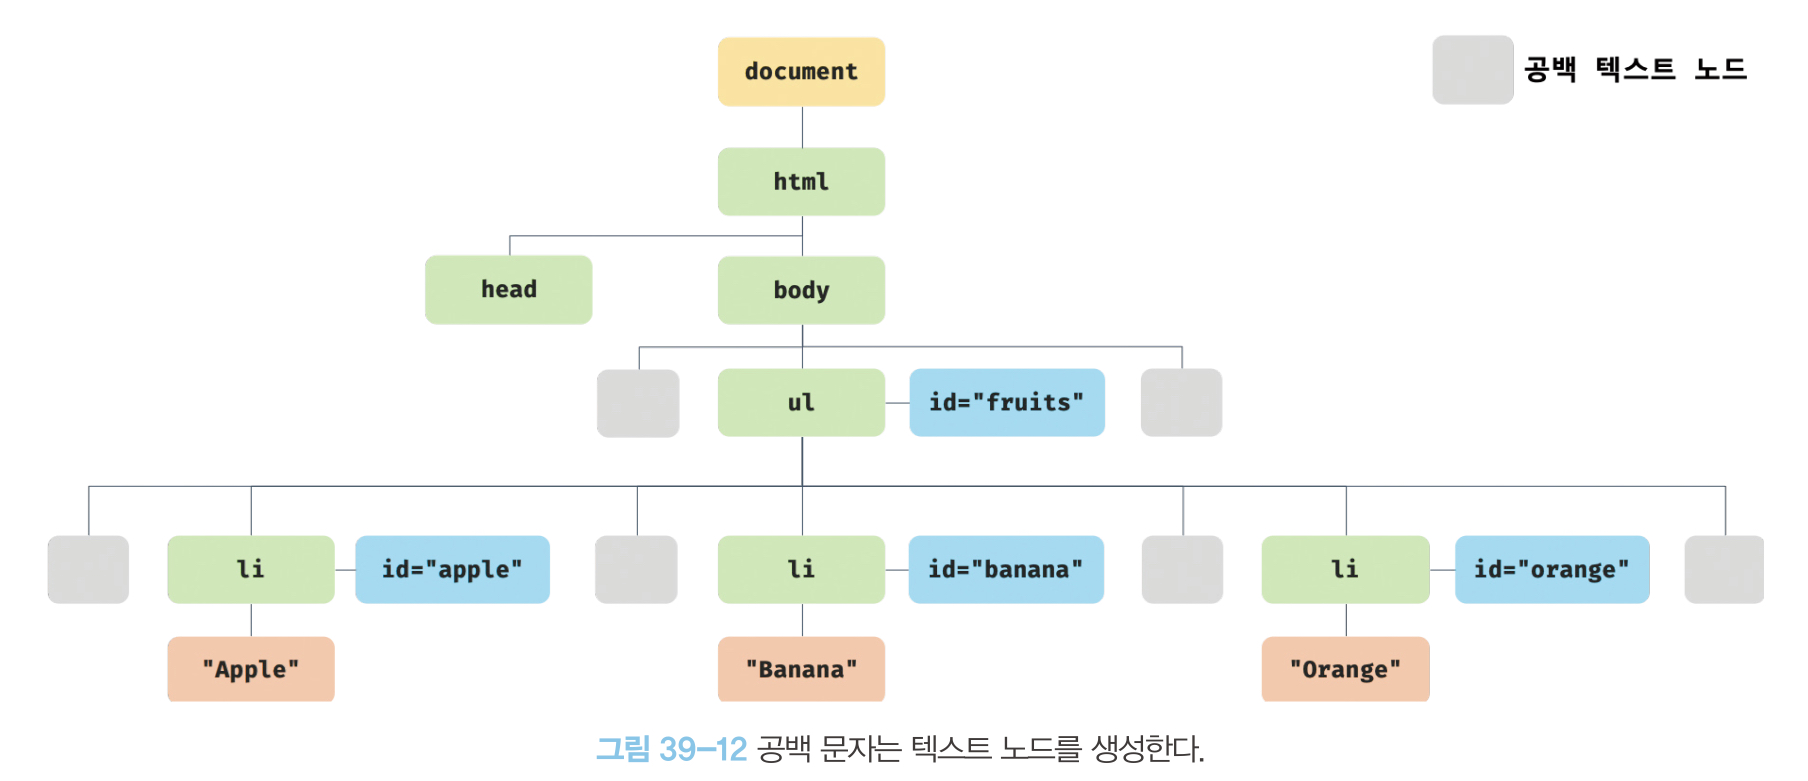 document
공백 텍스트 노드
html
head
body
ul
id="fruits"
li
id="apple"
li
id="banana"
li
id="orange"
"Apple"
"Banana"
"Orange"
그림 39-12 공백 문자는 텍스트 노드를 생성한다.